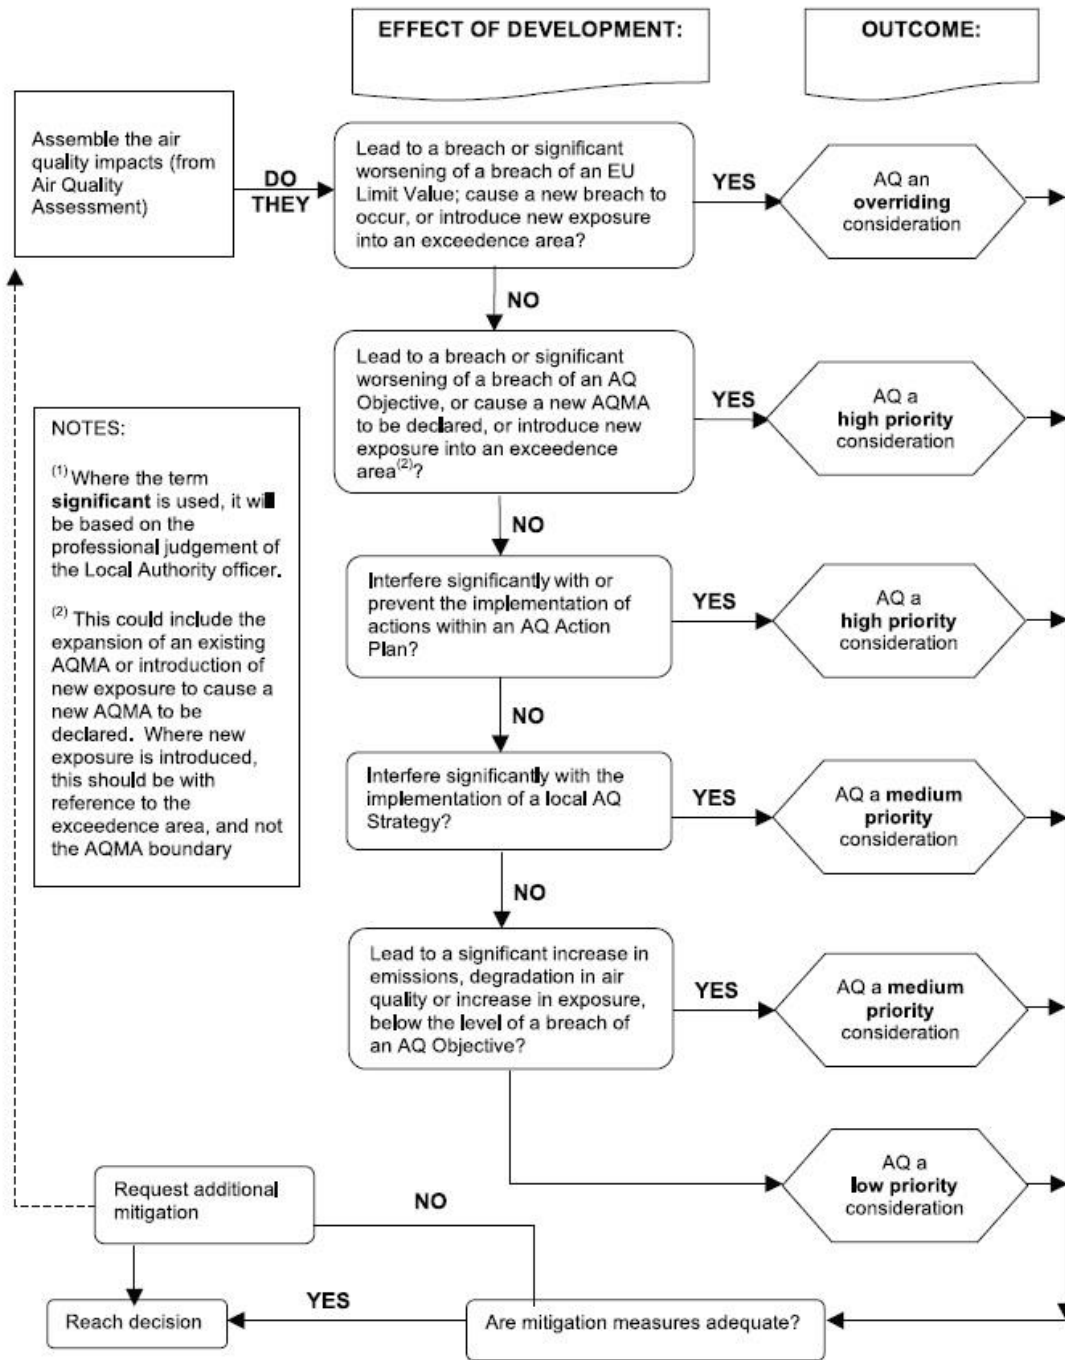 EFFECT OF DEVELOPMENT:
OUTCOME:
Assemble the air
quality impacts (from
Air Quality
Assessment)
DO
THEY
Lead to a breach or significant
worsening of a breach of an EU
Limit Value; cause a new breach to
occur, or introduce new exposure
into an exceedence area?
YES
AQ an
overriding
consideration
NO
Lead to a breach or significant
worsening of a breach of an AQ
Objective, or cause a new AQMA
to be declared, or introduce new
exposure into an exceedence
area(2)?
YES
AQ a
high priority
consideration
NOTES:
(1) Where the term
significant is used, it will
be based on the
professional judgement of
the Local Authority officer.
(2) This could include the
expansion of an existing
AQMA or introduction of
new exposure to cause a
new AQMA to be
declared. Where new
exposure is introduced,
this should be with
reference to the
exceedence area, and not
the AQMA boundary
NO
Interfere significantly with or
prevent the implementation of
actions within an AQ Action
Plan?
YES
AQ a
high priority
consideration
NO
Interfere significantly with the
implementation of a local AQ
Strategy?
YES
AQ a medium
priority
consideration
NO
Lead to a significant increase in
emissions, degradation in air
quality or increase in exposure,
below the level of a breach of
an AQ Objective?
YES
AQ a medium
priority
consideration
AQ a
low priority
consideration
Request additional
mitigation
NO
Reach decision
YES
Are mitigation measures adequate?